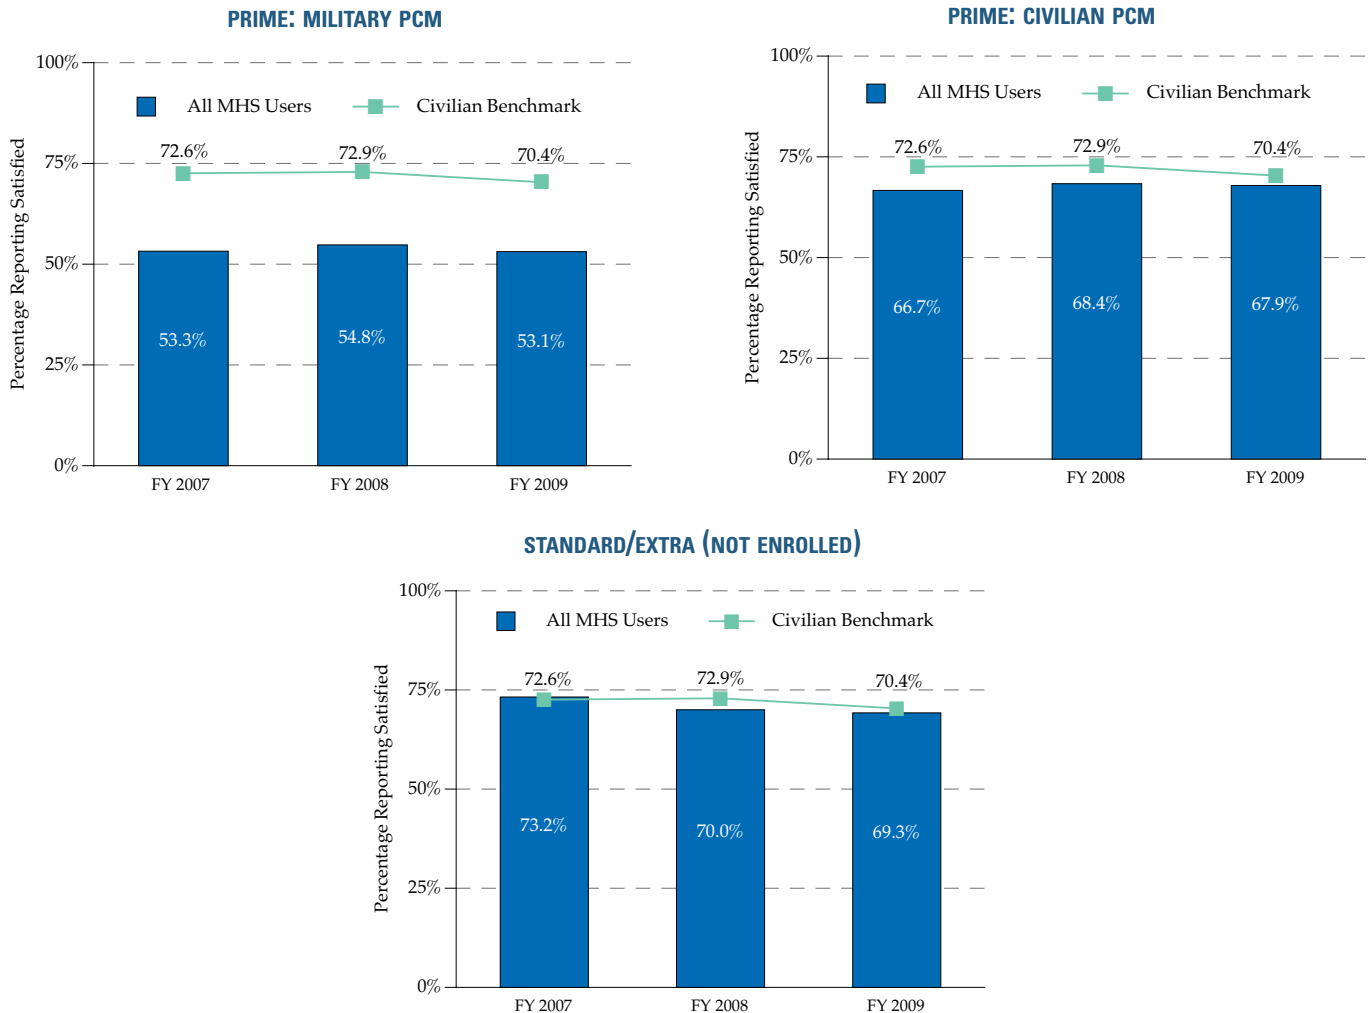 PRIME: MILITARY PCM
100%
All MHS Users
Civilian Benchmark
72.6%
72.9%
70.4%
75%
50%
25%
0%
Percentage Reporting Satisfied
53.3%
54.8%
53.1%
FY 2007
FY 2008
FY 2009
PRIME: CIVILIAN PCM
100%
All MHS Users
Civilian Benchmark
72.6%
72.9%
70.4%
75%
50%
25%
0%
Percentage Reporting Satisfied
66.7%
68.4%
67.9%
FY 2007
FY 2008
FY 2009
STANDARD/EXTRA (NOT ENROLLED)
100%
All MHS Users
Civilian Benchmark
72.6%
72.9%
70.4%
75%
50%
25%
0%
Percentage Reporting Satisfied
73.2%
70.0%
69.3%
FY 2007
FY 2008
FY 2009